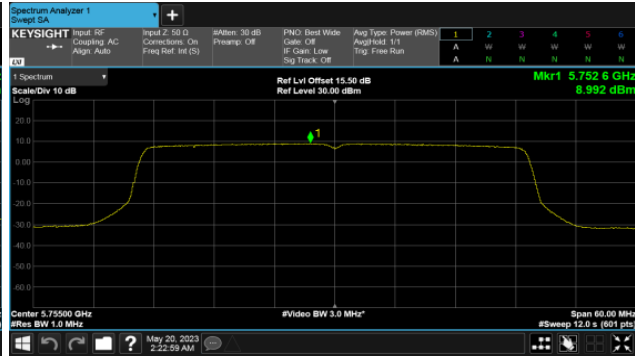 Spectrum Analyzer 1
Swept SA
KEYSIGHT
Input: RF
Coupling: AC
Align: Auto
Input Z: 50 Ω
Corrections: On
Freq Ref: Int (S)
#Atten: 30 dB
Preamp: Off
PNO: Best Wide
Gate: Off
IF Gain: Low
Sig Track: Off
Avg Type: Power (RMS)
Avg|Hold: 1/1
Trig: Free Run
1 2 3 4 5 6
A W W W W W
A N N N N N
LXI
1 Spectrum
Scale/Div 10 dB
Log
Ref Lvl Offset 15.50 dB
Ref Level 30.00 dBm
Mkr1 5.752 6 GHz
8.992 dBm
1
20.0
10.0
0.00
-10.0
-20.0
-30.0
-40.0
-50.0
-60.0
Center 5.75500 GHz
#Res BW 1.0 MHz
#Video BW 3.0 MHz*
Span 60.00 MHz
#Sweep 12.0 s (601 pts)
?
May 20, 2023
2:22:59 AM